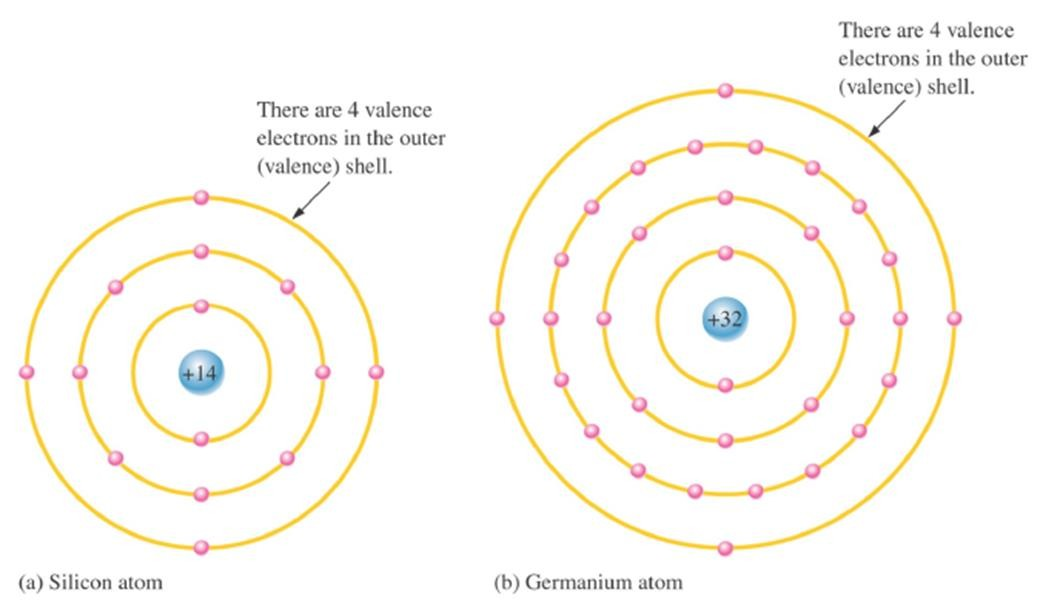 There are 4 valence
electrons in the outer
(valence) shell.
+14
(a) Silicon atom
There are 4 valence
electrons in the outer
(valence) shell.
+32
(b) Germanium atom